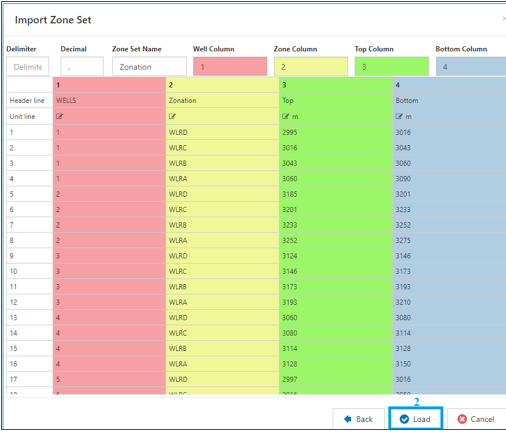 Import Zone Set
Delimiter Decimal Zone Set Name Well Column Zone Column Top Column Bottom Column
Delimite . Zonation 1 2 3 4
1 2 3 4
Header line WELLS Zonation Top Bottom
Unit line m m
1 1 WLRD 2995 3016
2 1 WLRC 3016 3043
3 1 WLRB 3043 3060
4 1 WLRA 3060 3090
5 2 WLRD 3185 3201
6 2 WLRC 3201 3233
7 2 WLRB 3233 3252
8 2 WLRA 3252 3275
9 3 WLRD 3124 3146
10 3 WLRC 3146 3173
11 3 WLRB 3173 3193
12 3 WLRA 3193 3210
13 4 WLRD 3060 3080
14 4 WLRC 3080 3114
15 4 WLRB 3114 3128
16 4 WLRA 3128 3150
17 5 WLRD 2997 3016
2
Back Load Cancel